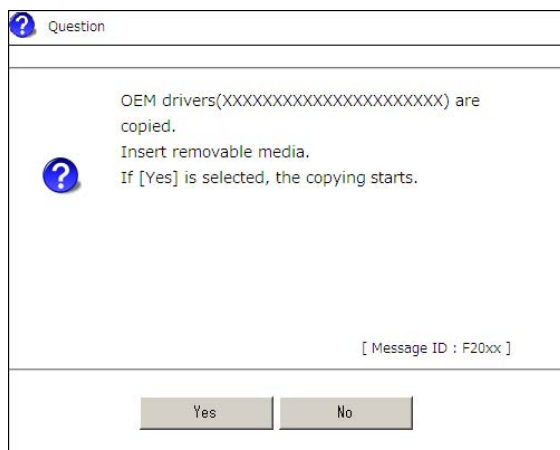 Question
OEM drivers(XXXXXXXXXXXXXXXXXXXXXX) are
copied.
Insert removable media.
If [Yes] is selected, the copying starts.
[ Message ID : F20xx ]
Yes
No